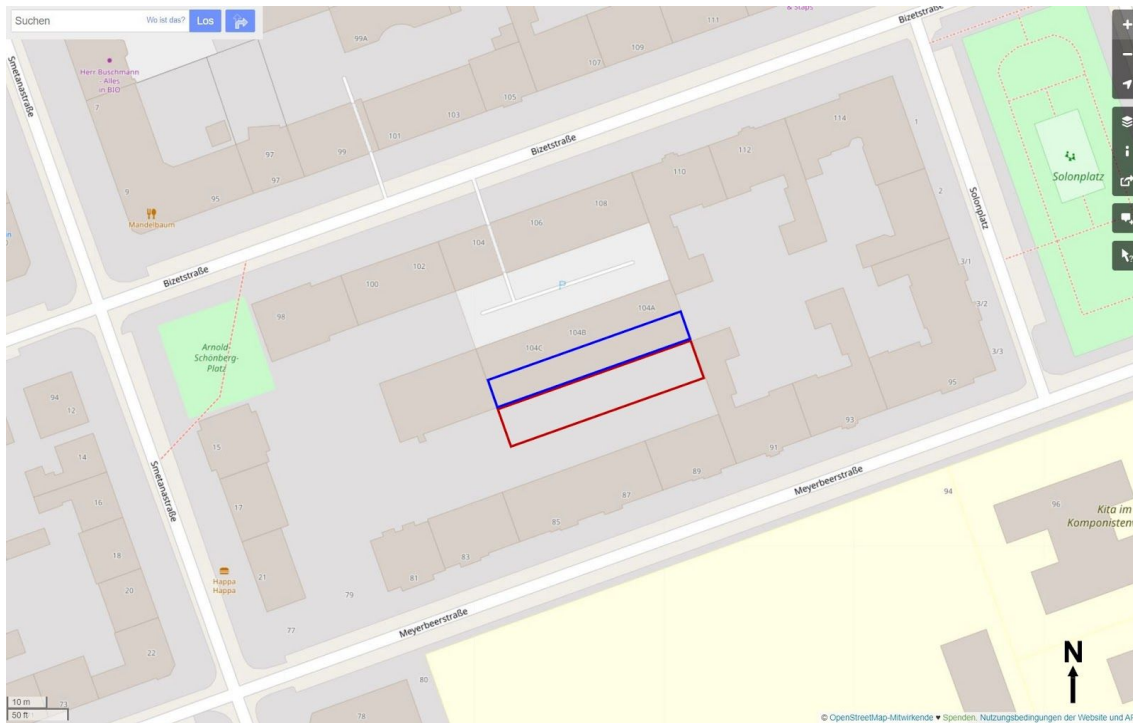 Suchen
Wo ist das?
Los
& Staps
111
109
107
105
103
101
99A
99
97
97
95
9
7
Herr Buschmann
Alles
in BIO
Manderbaum
Smetanastraße
Bizetstraße
Bizetstraße
Bizetstraße
114
112
110
108
106
104
102
100
98
1
2
3/1
3/2
3/3
95
93
91
89
87
85
83
81
79
77
Solonplatz
Solonplatz
P
104A
104B
104C
Arnold-
Schönberg-
Platz
94
12
14
16
18
20
22
15
17
21
Happa
Happa
Smetanastraße
Meyerbeerstraße
Meyerbeerstraße
94
96
Kita im
Komponisten
80
78
73
N
10 m
50 ft
© OpenStreetMap-Mitwirkende ♥ Spenden. Nutzungsbedingungen der Website und AP